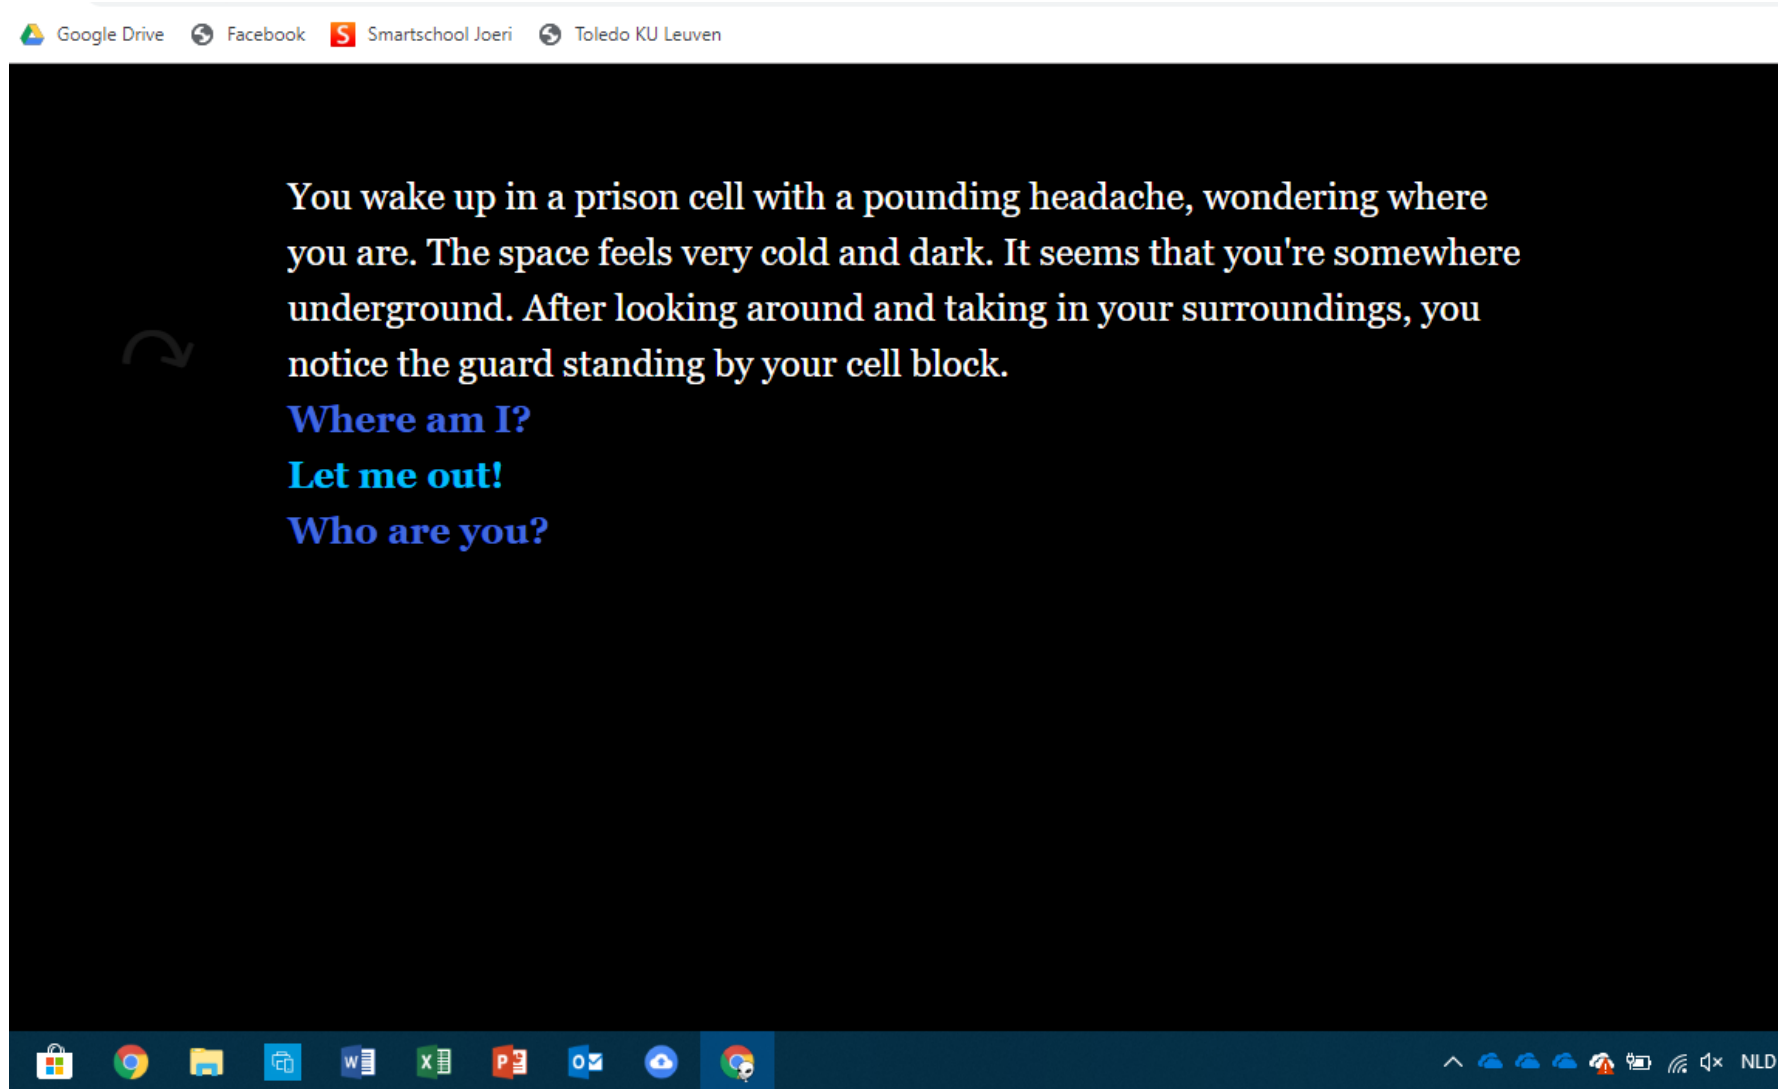 Google Drive Facebook Smartschool Joeri Toledo KU Leuven
You wake up in a prison cell with a pounding headache, wondering where
you are. The space feels very cold and dark. It seems that you're somewhere
underground. After looking around and taking in your surroundings, you
notice the guard standing by your cell block.
Where am I?
Let me out!
Who are you?
NLD